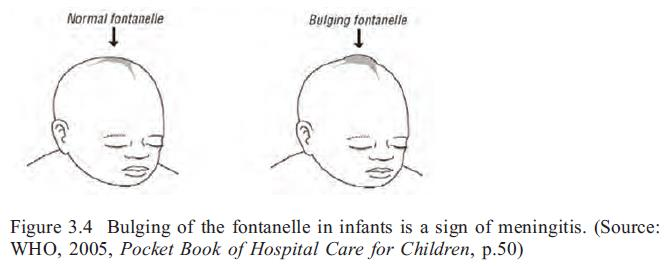 Normal fontanelle
Bulging fontanelle
Figure 3.4 Bulging of the fontanelle in infants is a sign of meningitis. (Source:
WHO, 2005, Pocket Book of Hospital Care for Children, p.50)